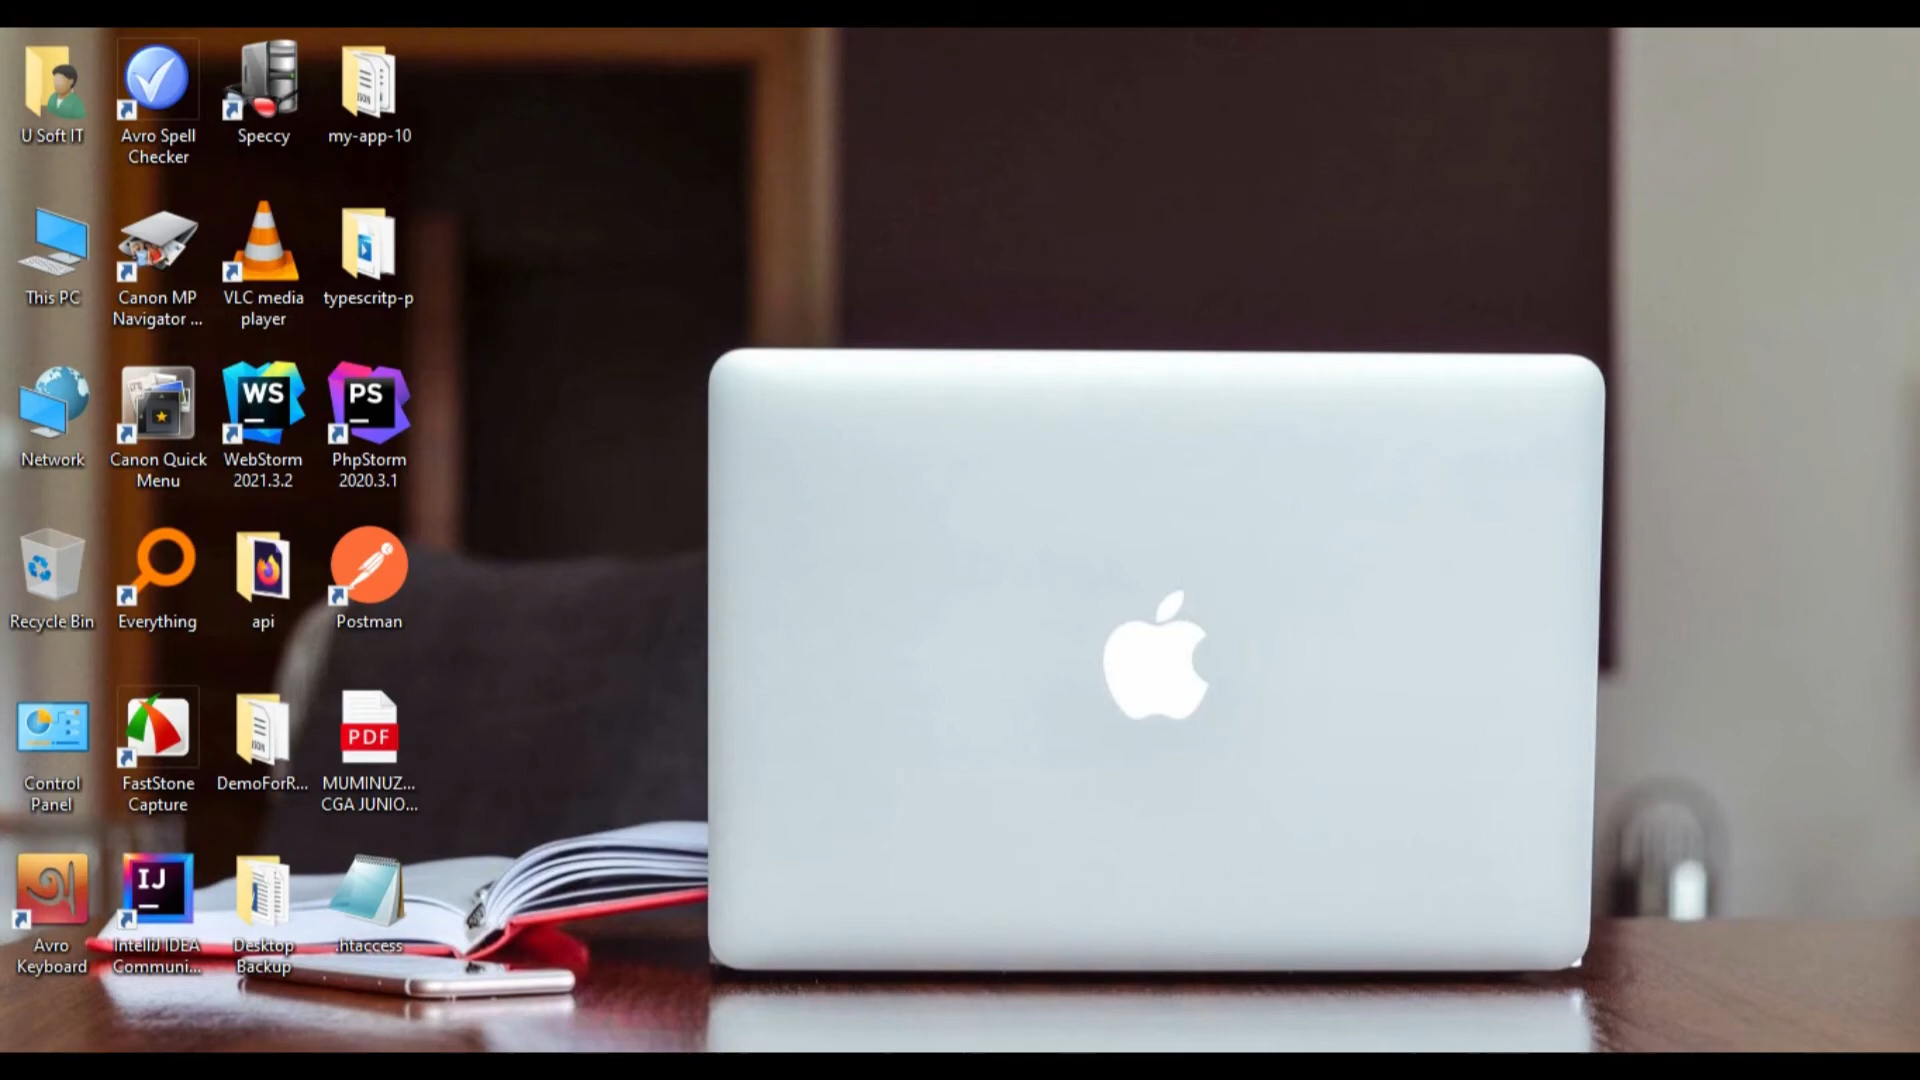 U Soft IT
Avro Spell
Checker
Speccy
my-app-10
This PC
Canon MP
Navigator ...
VLC media
player
typescritp-p
WS
PS
Network
Canon Quick
Menu
WebStorm
2021.3.2
PhpStorm
2020.3.1
Recycle Bin
Everything
api
Postman
PDF
Control
Panel
FastStone
Capture
DemoForR...
MUMINUZ...
CGA JUNIO...
অ
IJ
Avro
Keyboard
IntelliJ IDEA
Communi...
Desktop
Backup
.htaccess